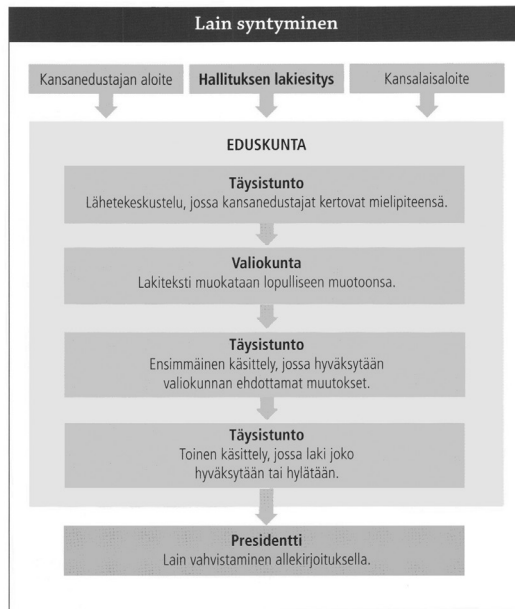 Lain syntyminen
Kansanedustajan aloite
Hallituksen lakiesitys
Kansalaisaloite
EDUSKUNTA
Täysistunto
Lähetekeskustelu, jossa kansanedustajat kertovat mielipiteensä.
Valiokunta
Lakiteksti muokataan lopulliseen muotoonsa.
Täysistunto
Ensimmäinen käsittely, jossa hyväksytään
valiokunnan ehdottamat muutokset.
Täysistunto
Toinen käsittely, jossa laki joko
hyväksytään tai hylätään.
Presidentti
Lain vahvistaminen allekirjoituksella.